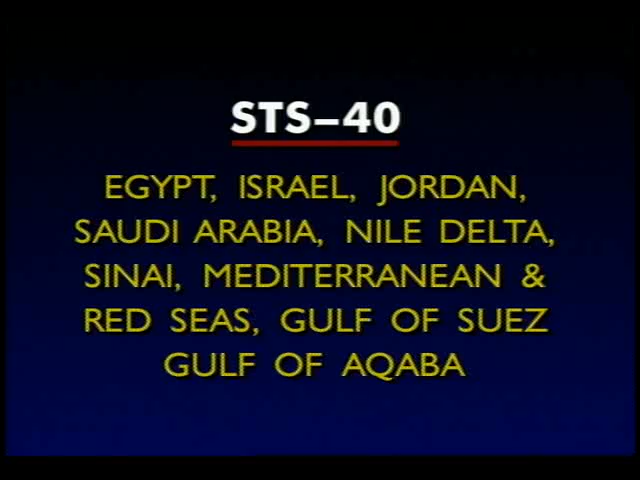 STS–40
EGYPT, ISRAEL, JORDAN,
SAUDI ARABIA, NILE DELTA,
SINAI, MEDITERRANEAN &
RED SEAS, GULF OF SUEZ
GULF OF AQABA